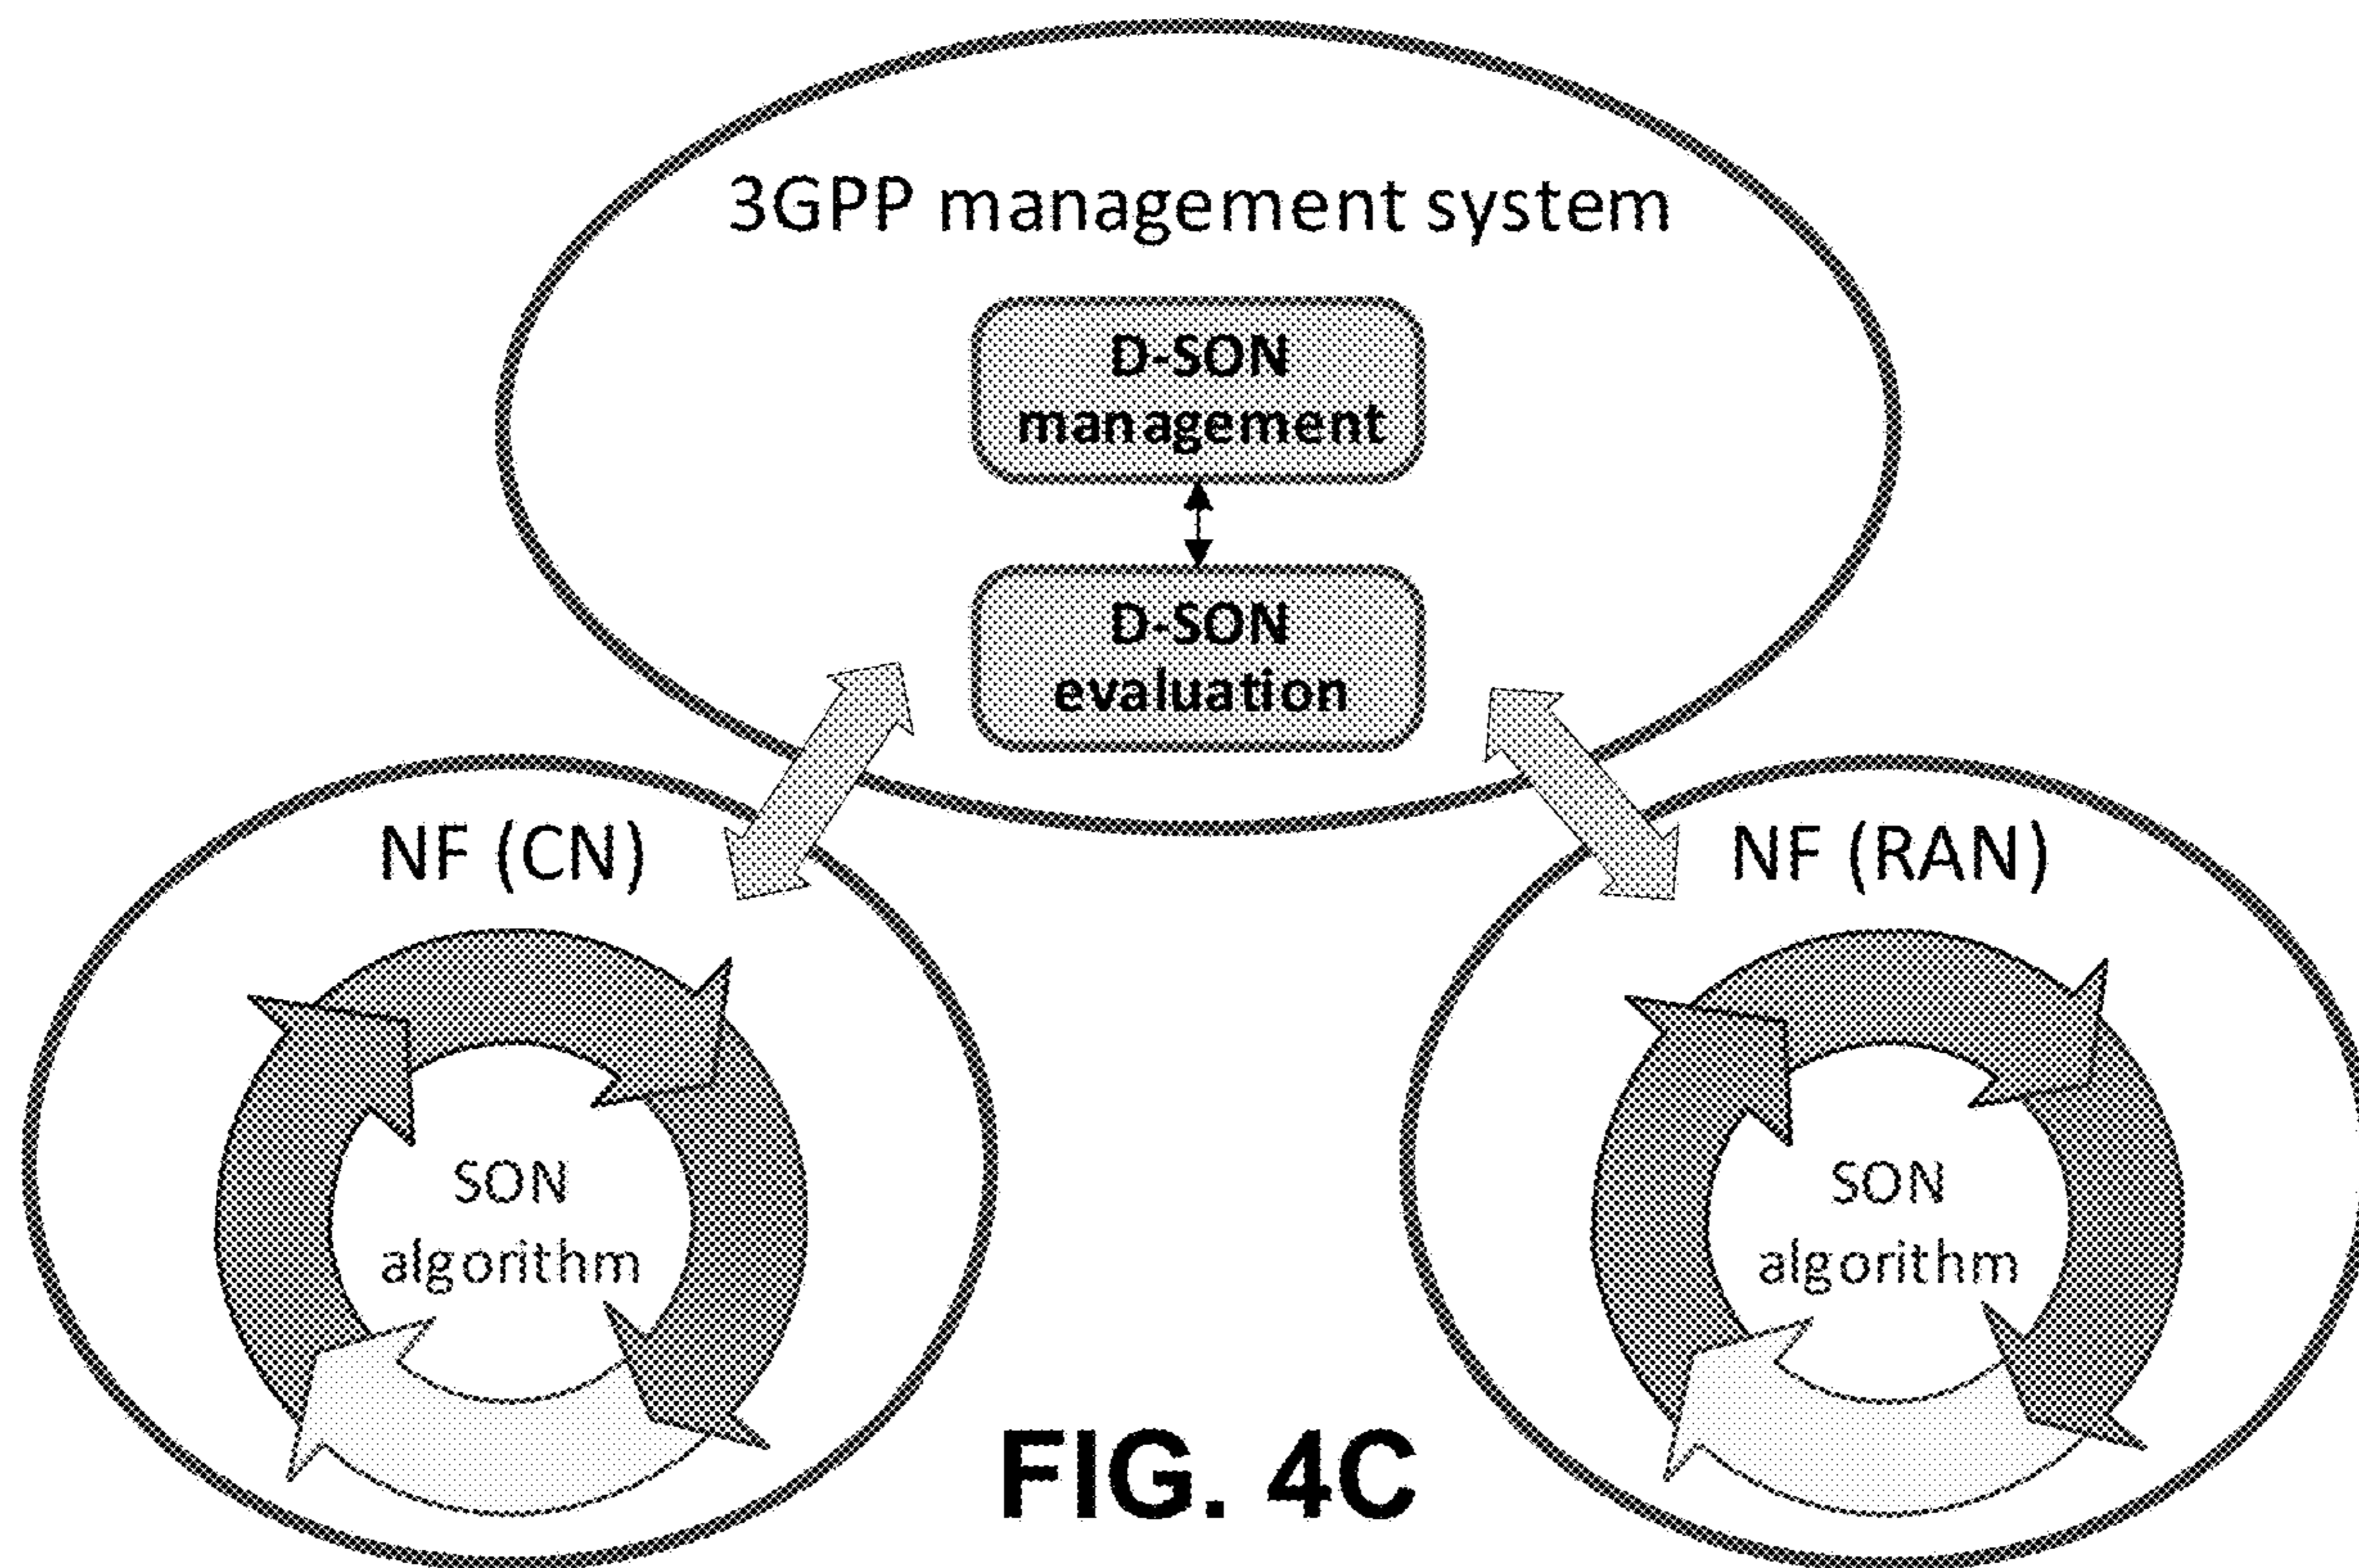 3GPP management system
D-SON
management
D-SON
evaluation
NF (CN)
NF (RAN)
SON
algorithm
SON
algorithm
FIG. 4C